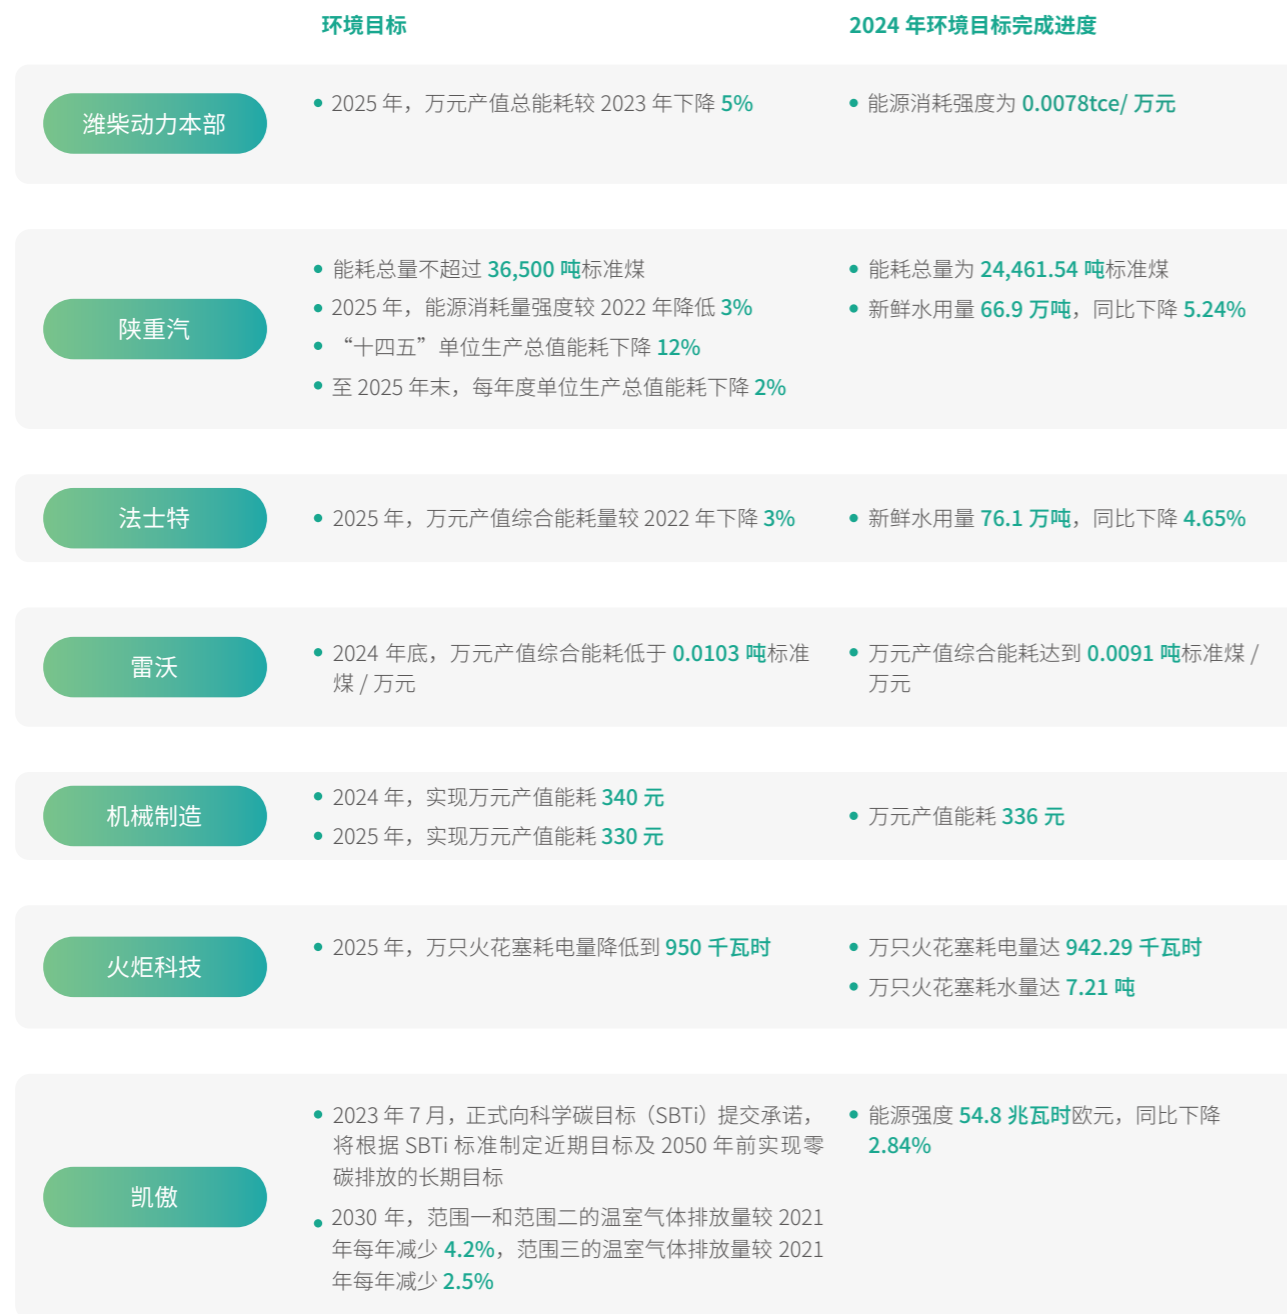 环境目标
2024 年环境目标完成进度
潍柴动力本部
• 2025 年，万元产值总能耗较 2023 年下降 5%
• 能源消耗强度为 0.0078tce/ 万元
陕重汽
• 能耗总量不超过 36,500 吨标准煤
• 2025 年，能源消耗量强度较 2022 年降低 3%
• “十四五”单位生产总值能耗下降 12%
• 至 2025 年末，每年度单位生产总值能耗下降 2%
• 能耗总量为 24,461.54 吨标准煤
• 新鲜水用量 66.9 万吨，同比下降 5.24%
法士特
• 2025 年，万元产值综合能耗量较 2022 年下降 3%
• 新鲜水用量 76.1 万吨，同比下降 4.65%
雷沃
• 2024 年底，万元产值综合能耗低于 0.0103 吨标准
煤 / 万元
• 万元产值综合能耗达到 0.0091 吨标准煤 /
万元
机械制造
• 2024 年，实现万元产值能耗 340 元
• 2025 年，实现万元产值能耗 330 元
• 万元产值能耗 336 元
火炬科技
• 2025 年，万只火花塞耗电量降低到 950 千瓦时
• 万只火花塞耗电量达 942.29 千瓦时
• 万只火花塞耗水量达 7.21 吨
凯傲
• 2023 年 7 月，正式向科学碳目标（SBTi）提交承诺，
将根据 SBTi 标准制定近期目标及 2050 年前实现零
碳排放的长期目标
• 2030 年，范围一和范围二的温室气体排放量较 2021
年每年减少 4.2%，范围三的温室气体排放量较 2021
年每年减少 2.5%
• 能源强度 54.8 兆瓦时欧元，同比下降
2.84%